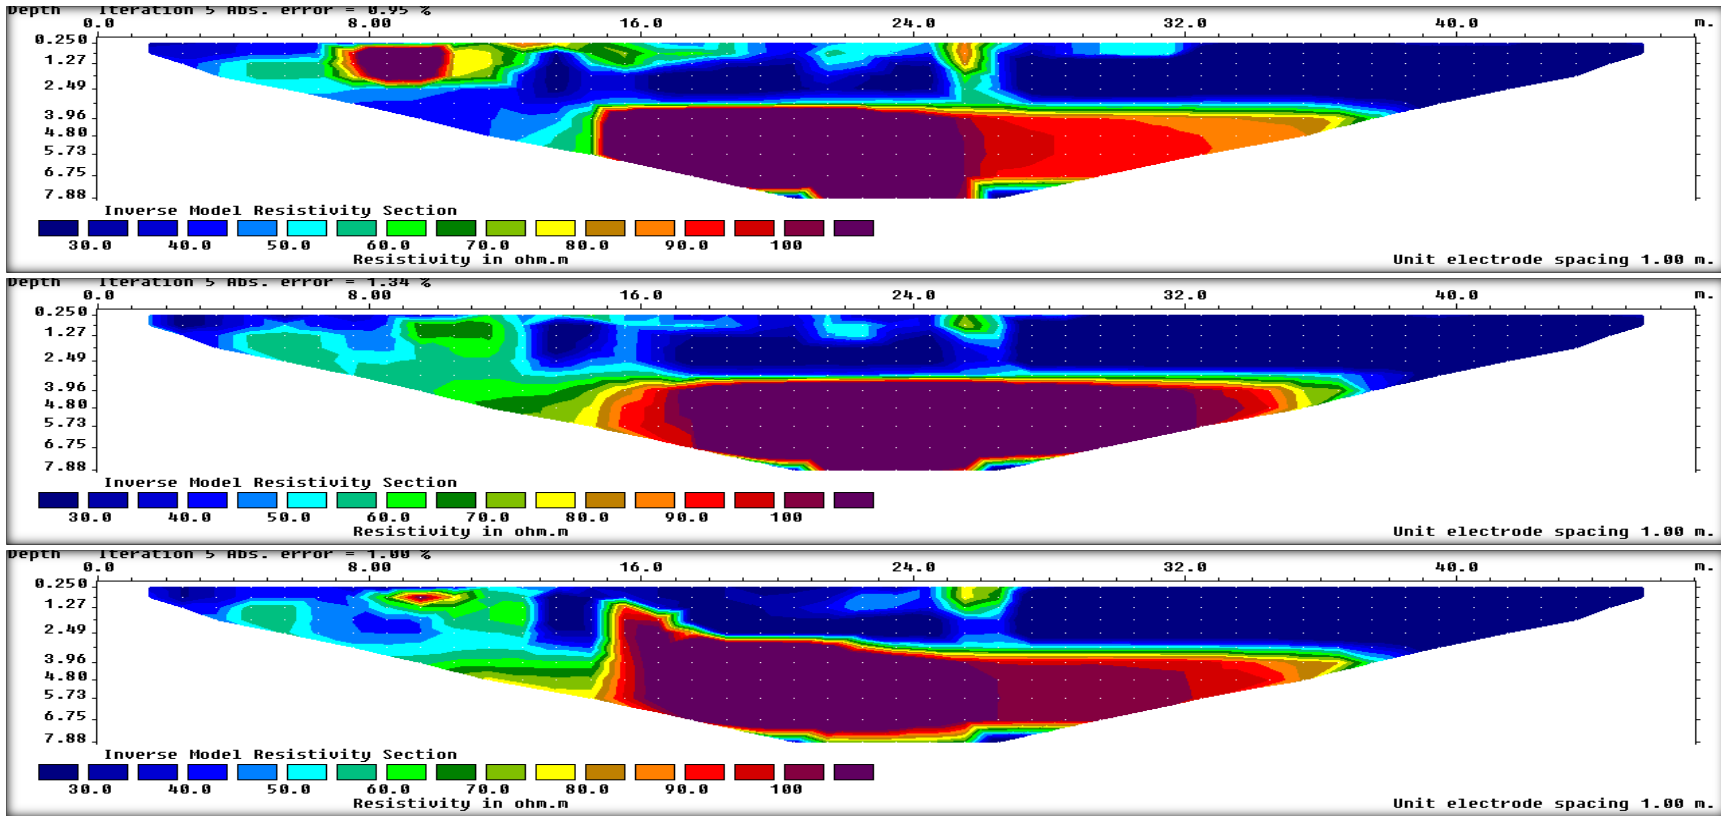 Depth Iteration 5 Abs. error = 0.95 %
0.0 8.00 16.0 24.0 32.0 40.0 m.
0.250
1.27
2.49
3.96
4.80
5.73
6.75
7.88
Inverse Model Resistivity Section
30.0 40.0 50.0 60.0 70.0 80.0 90.0 100
Resistivity in ohm.m
Unit electrode spacing 1.00 m.
Depth Iteration 5 Abs. error = 1.34 %
0.0 8.00 16.0 24.0 32.0 40.0 m.
0.250
1.27
2.49
3.96
4.80
5.73
6.75
7.88
Inverse Model Resistivity Section
30.0 40.0 50.0 60.0 70.0 80.0 90.0 100
Resistivity in ohm.m
Unit electrode spacing 1.00 m.
Depth Iteration 5 Abs. error = 1.00 %
0.0 8.00 16.0 24.0 32.0 40.0 m.
0.250
1.27
2.49
3.96
4.80
5.73
6.75
7.88
Inverse Model Resistivity Section
30.0 40.0 50.0 60.0 70.0 80.0 90.0 100
Resistivity in ohm.m
Unit electrode spacing 1.00 m.